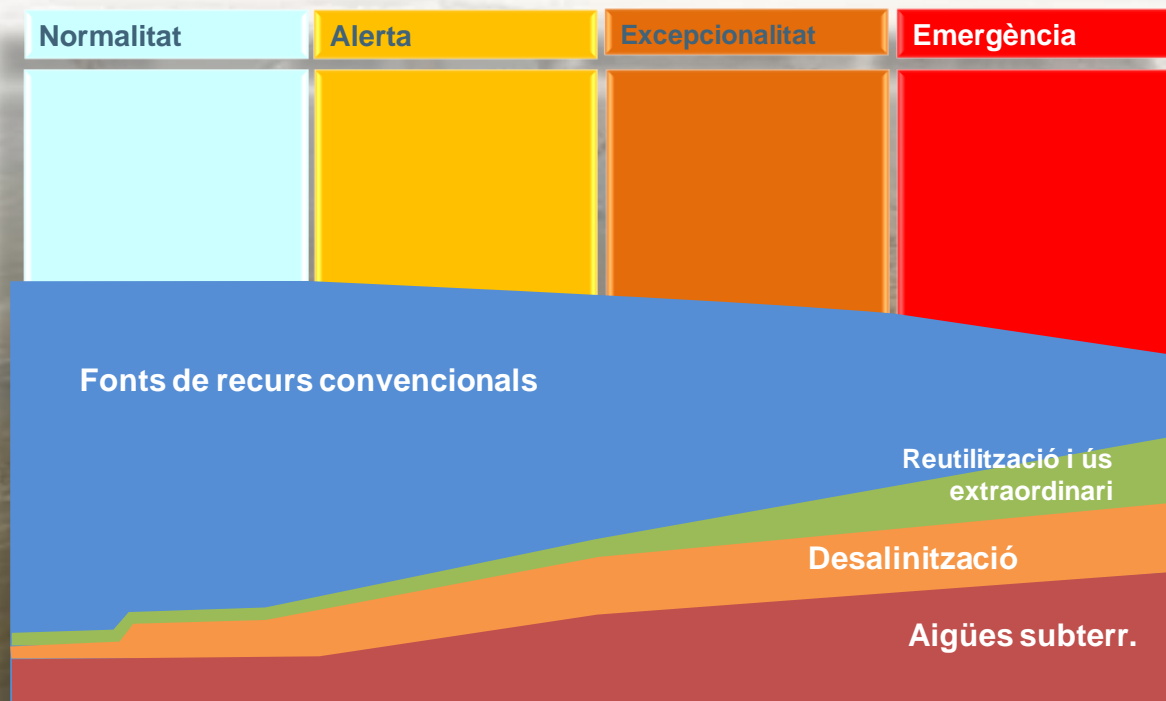 Normalitat
Alerta
Excepcionalitat
Emergència
Fonts de recurs convencionals
Reutilització i ús
extraordinari
Desalinització
Aigües subterr.